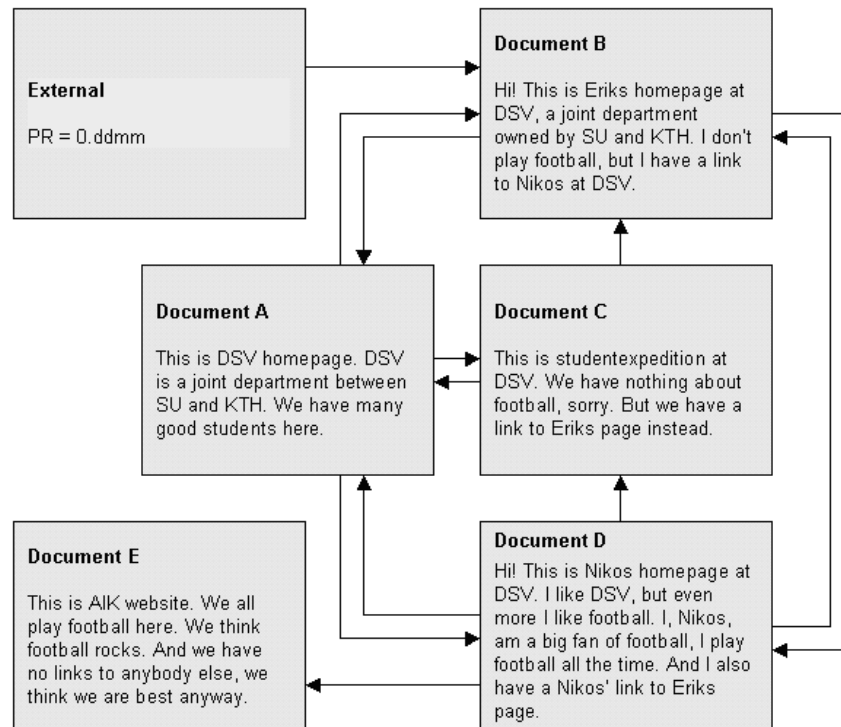 External
PR = 0.ddmm
Document B
Hi! This is Eriks homepage at
DSV, a joint department
owned by SU and KTH. I don't
play football, but I have a link
to Nikos at DSV.
Document A
This is DSV homepage. DSV
is a joint department between
SU and KTH. We have many
good students here.
Document C
This is studentexpedition at
DSV. We have nothing about
football, sorry. But we have a
link to Eriks page instead.
Document E
This is AIK website. We all
play football here. We think
football rocks. And we have
no links to anybody else, we
think we are best anyway.
Document D
Hi! This is Nikos homepage at
DSV. I like DSV, but even
more I like football. I, Nikos,
am a big fan of football, I play
football all the time. And I also
have a Nikos' link to Eriks
page.